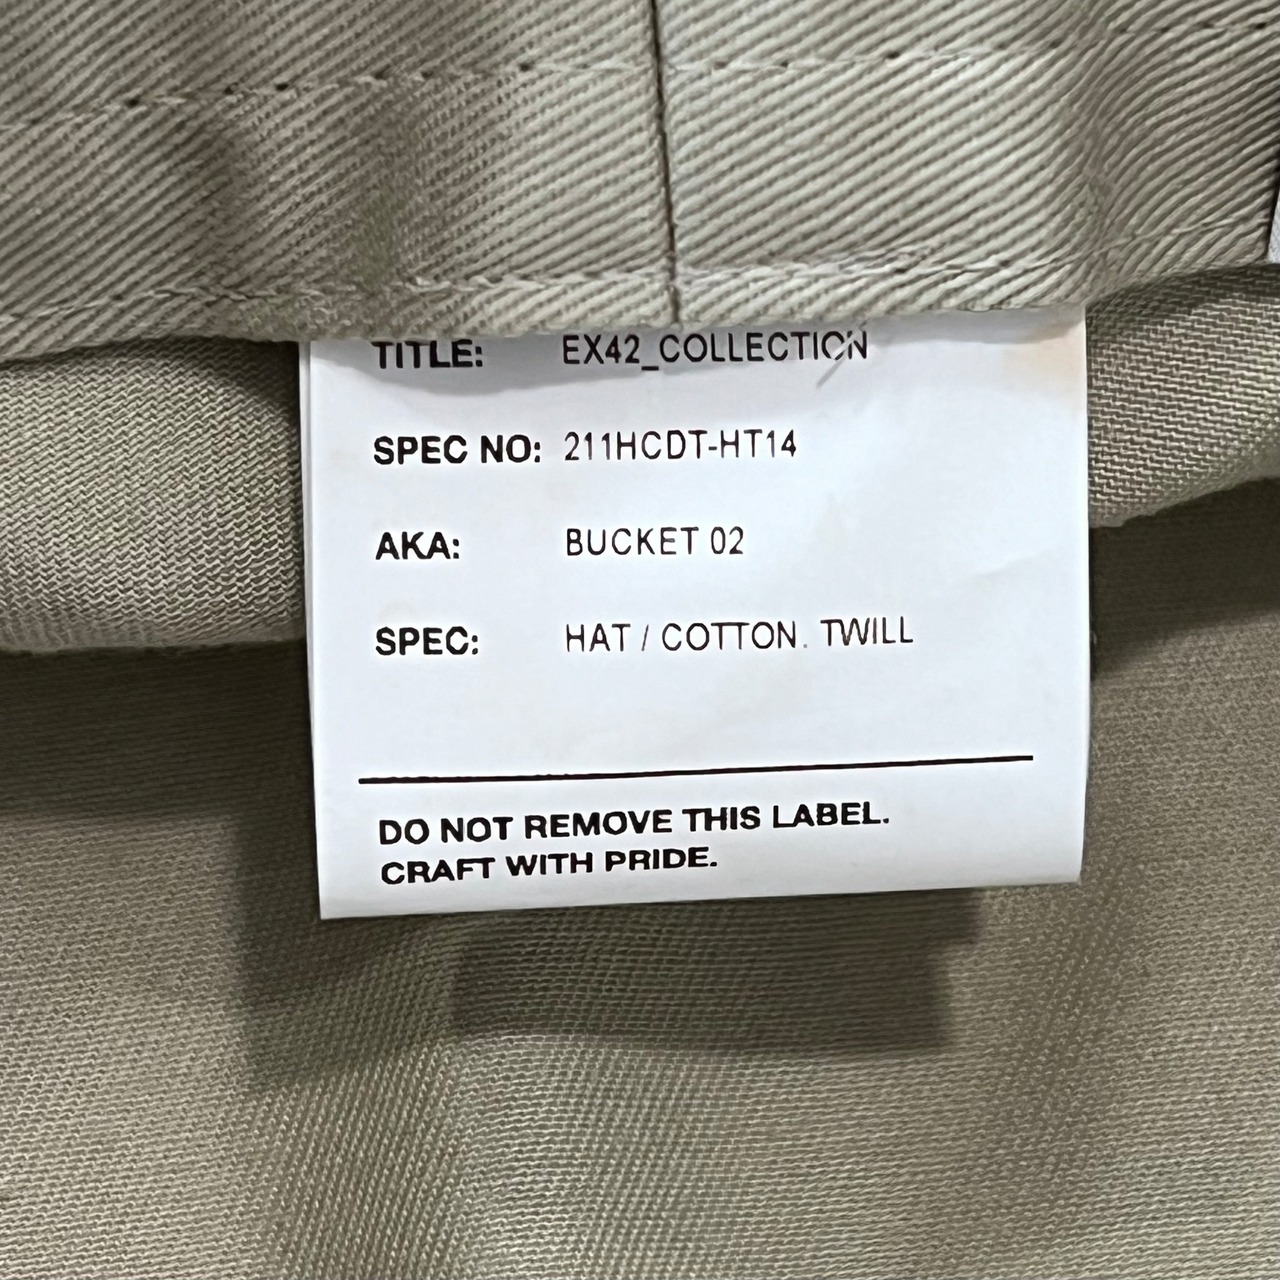 TITLE: EX42_COLLECTION
SPEC NO: 211HCDT-HT14
AKA: BUCKET 02
SPEC: HAT / COTTON. TWILL
DO NOT REMOVE THIS LABEL.
CRAFT WITH PRIDE.